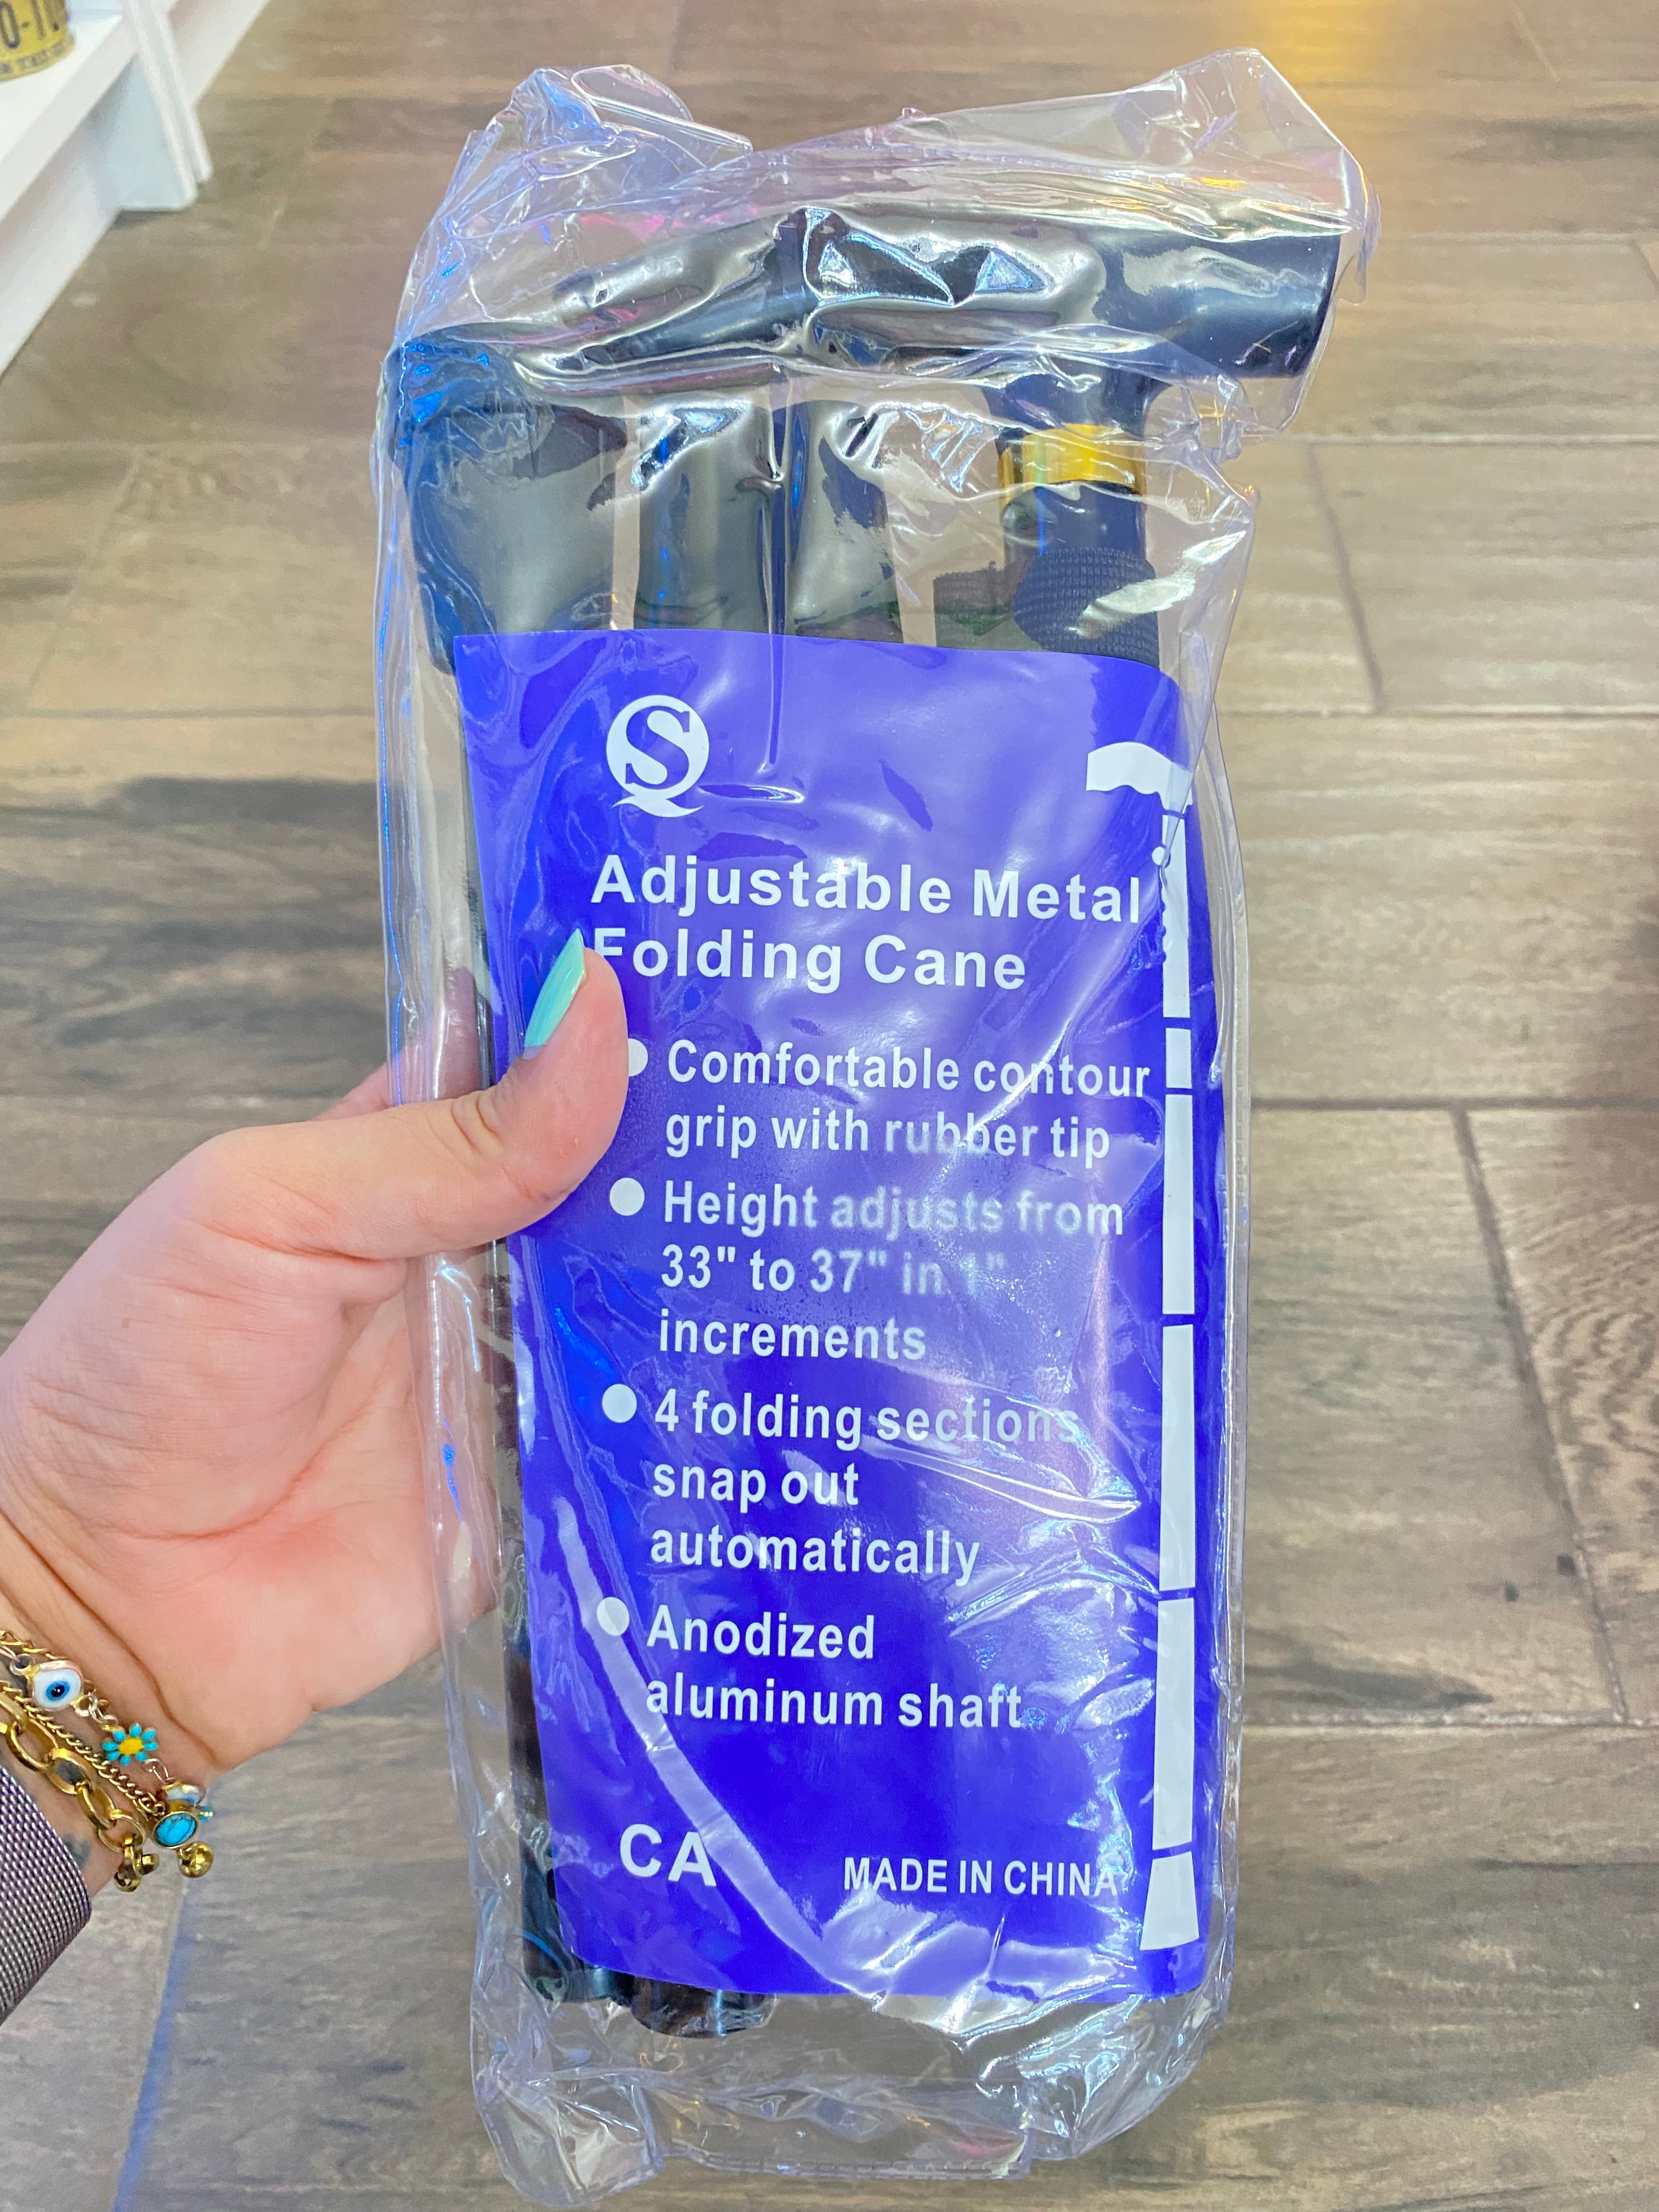 SQ
Adjustable Metal
Folding Cane
● Comfortable contour
grip with rubber tip
● Height adjusts from
33" to 37" in 1"
increments
● 4 folding sections
snap out
automatically
● Anodized
aluminum shaft
CA
MADE IN CHINA